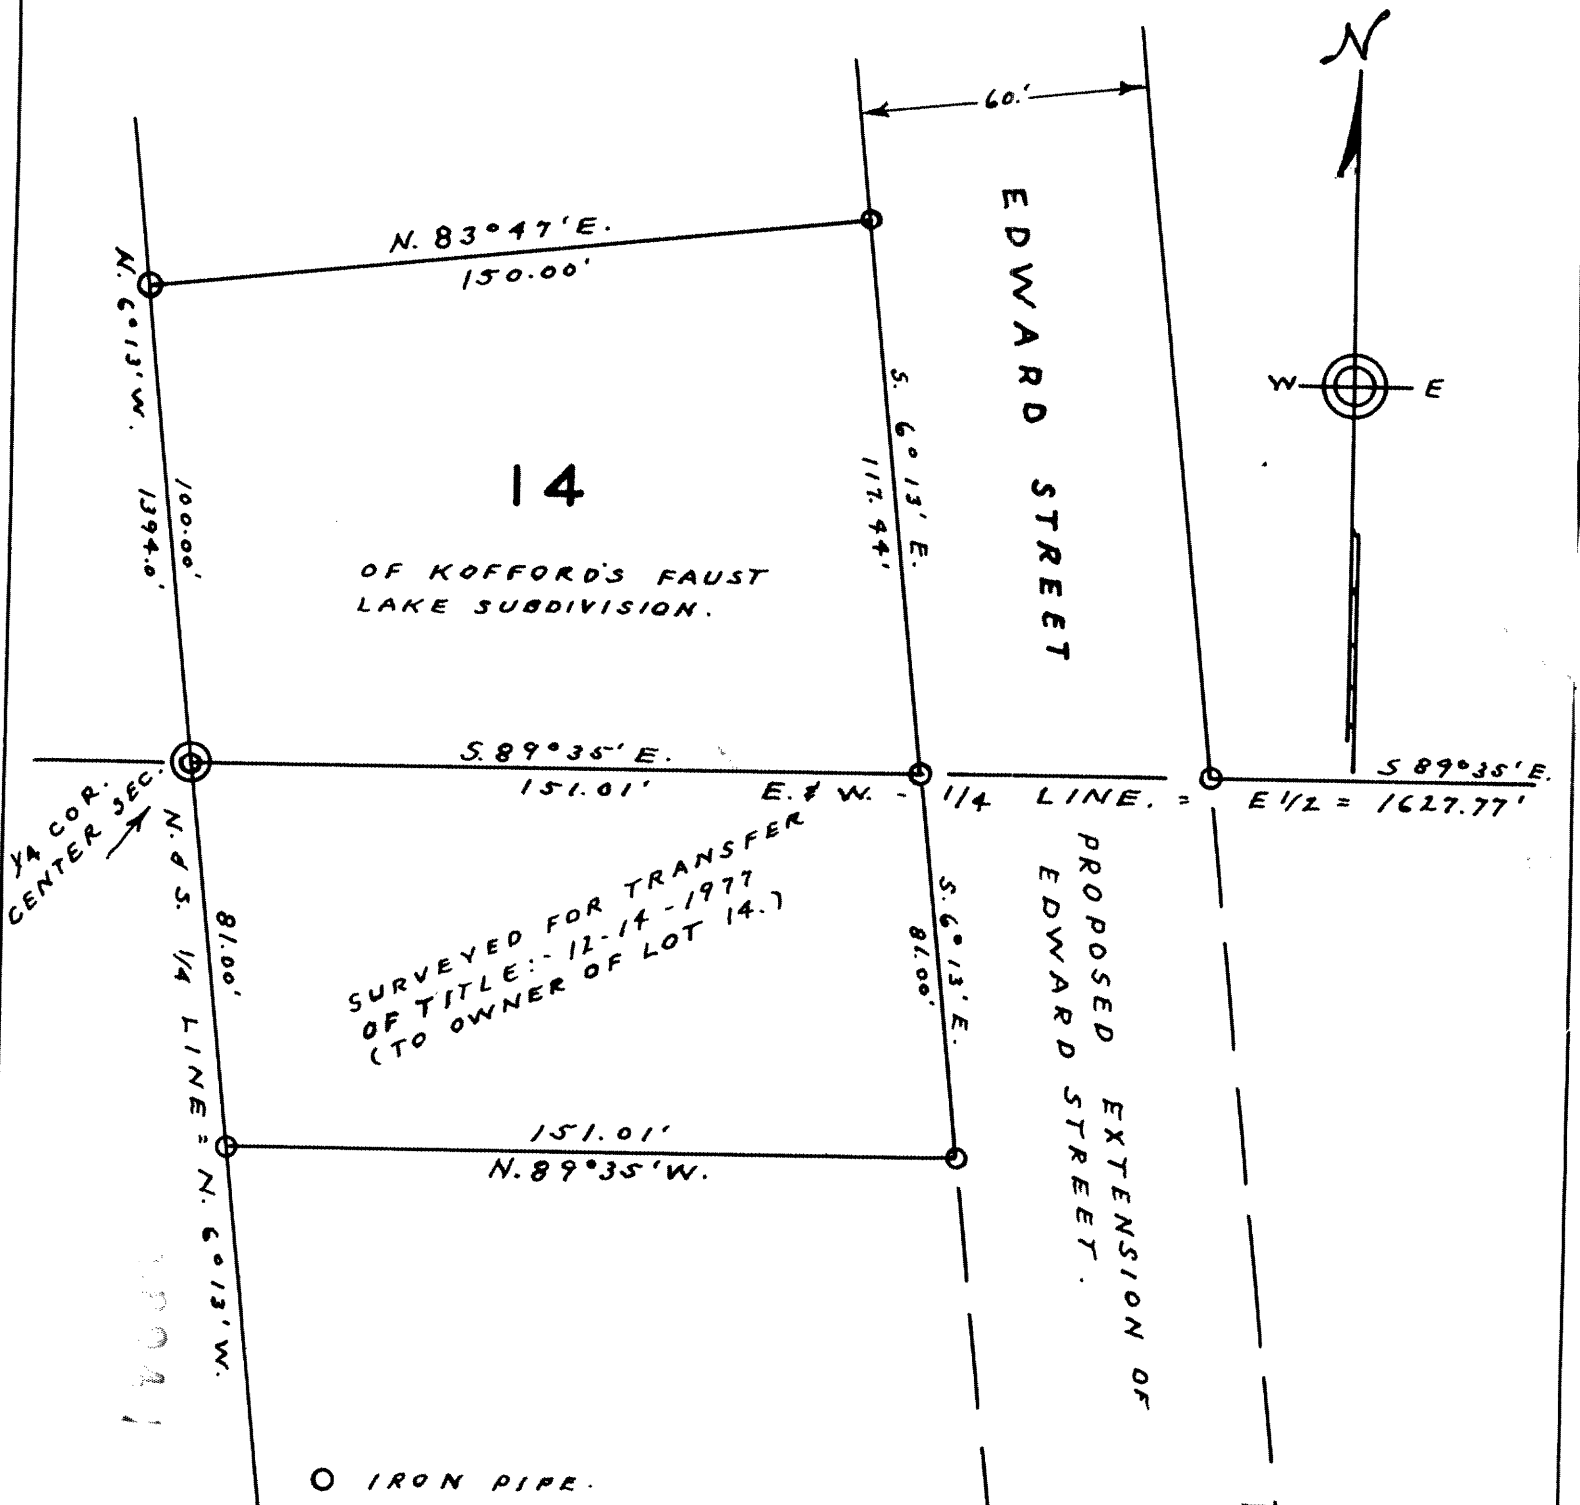 N
60.'
EDWARD STREET
N. 83°47'E.
150.00'
N. 6°13'W.
100.00'
1394.0'
S. 6°13'E.
117.44'
W E
14
OF KOFFORD'S FAUST
LAKE SUBDIVISION.
S. 89°35'E.
151.01'
E. & W. - 1/4 LINE. = E 1/2 = 1627.77'
S 89°35'E.
1/4 COR.
CENTER SEC.
N. & S. 1/4 LINE = N. 6°13'W.
81.00'
SURVEYED FOR TRANSFER
OF TITLE:- 12-14-1977
(TO OWNER OF LOT 14.)
S. 6°13'E.
81.00'
PROPOSED EXTENSION OF
EDWARD STREET.
151.01'
N. 89°35'W.
O IRON PIPE.